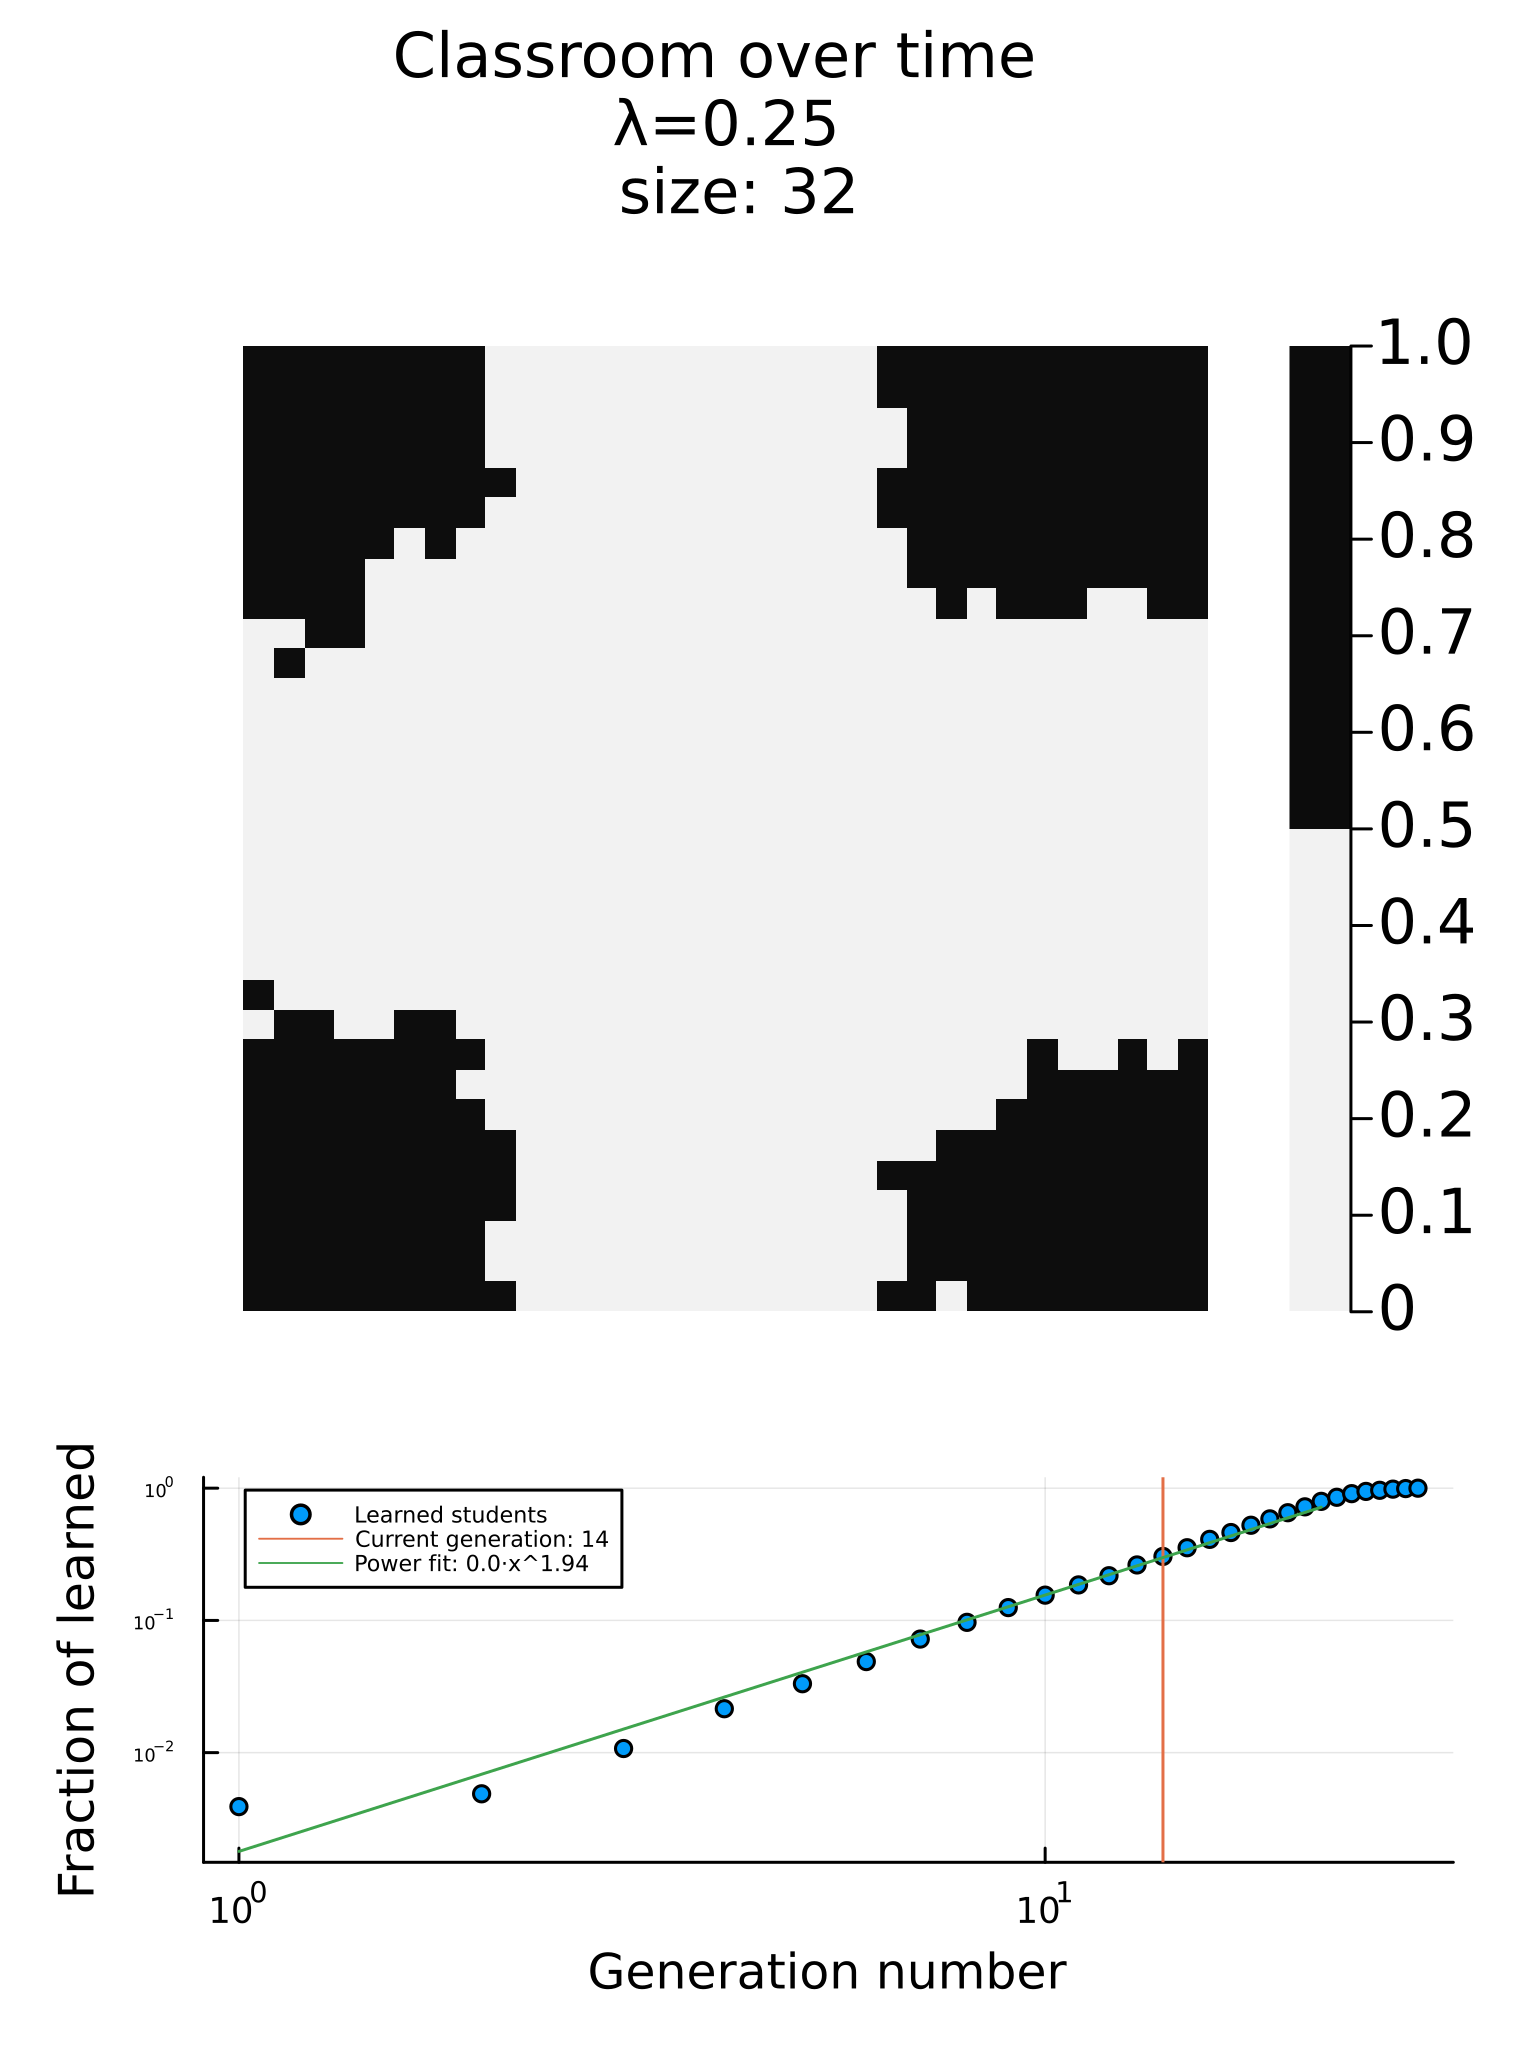 Classroom over time
λ=0.25
size: 32
1.0
0.9
0.8
0.7
0.6
0.5
0.4
0.3
0.2
0.1
0
Fraction of learned
10⁰
10⁻¹
10⁻²
Learned students
Current generation: 14
Power fit: 0.0·x^1.94
10⁰ 10¹
Generation number